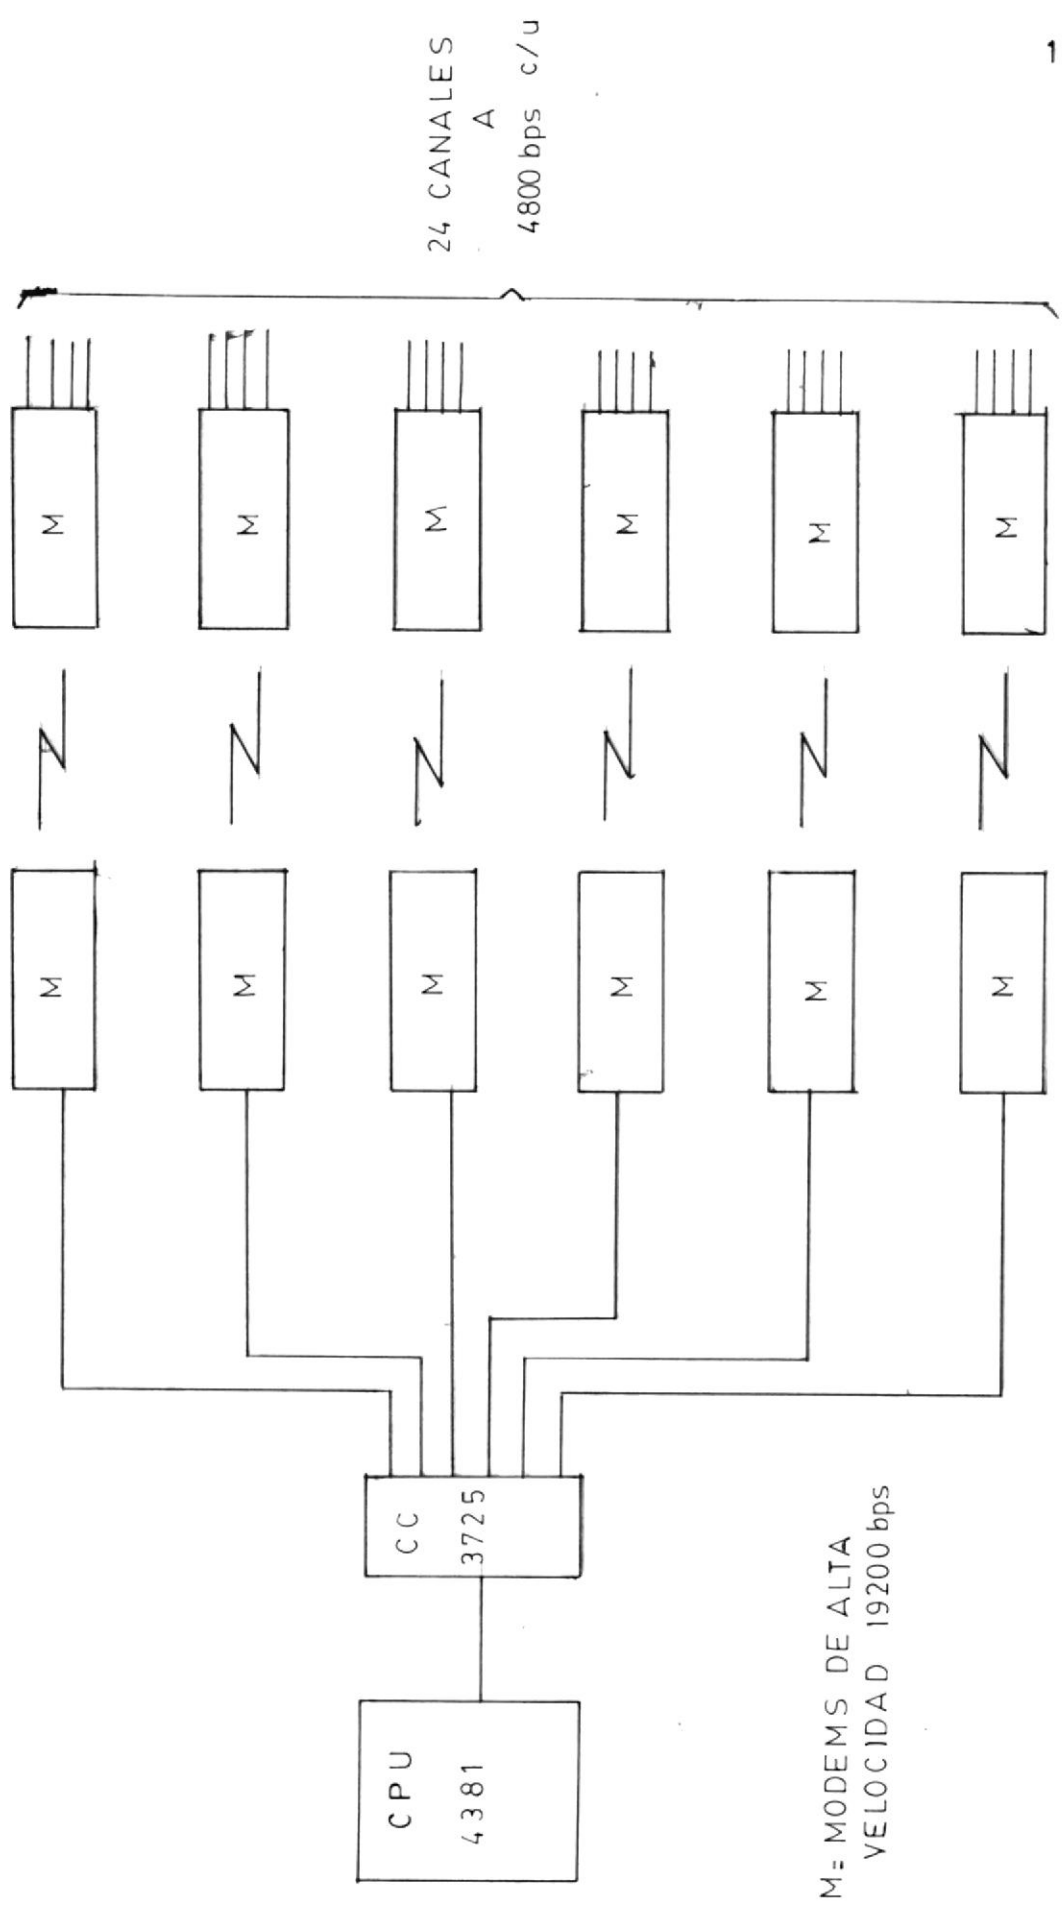 CPU
4381
CC
3725
M
M
M
M
M
M
M
M
M
M
M
M
24 CANALES
A
4800 bps c/u
M= MODEMS DE ALTA
VELOCIDAD 19200 bps
1